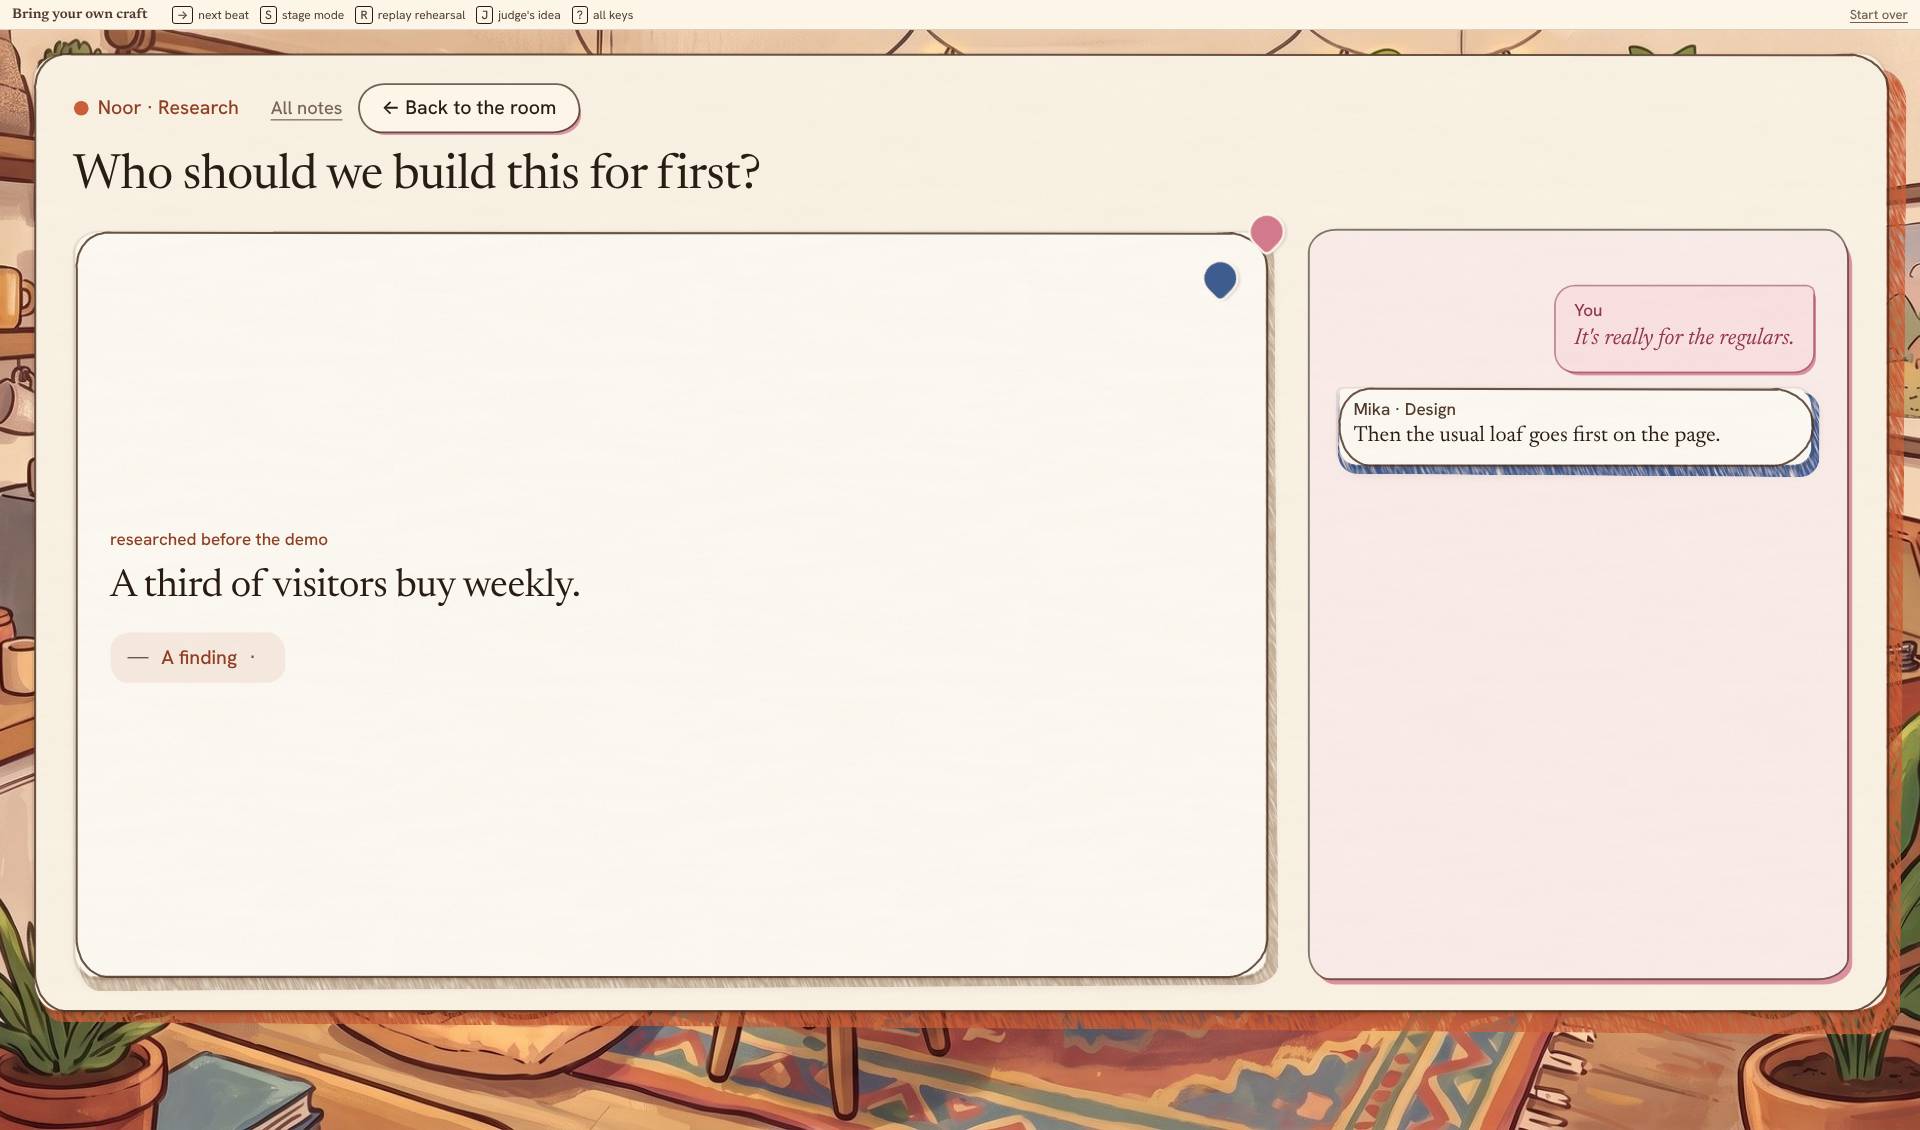 Bring your own craft → next beat S stage mode R replay rehearsal J judge's idea ? all keys Start over
Noor · Research All notes ← Back to the room
Who should we build this for first?
researched before the demo
A third of visitors buy weekly.
— A finding ·
You
It's really for the regulars.
Mika · Design
Then the usual loaf goes first on the page.